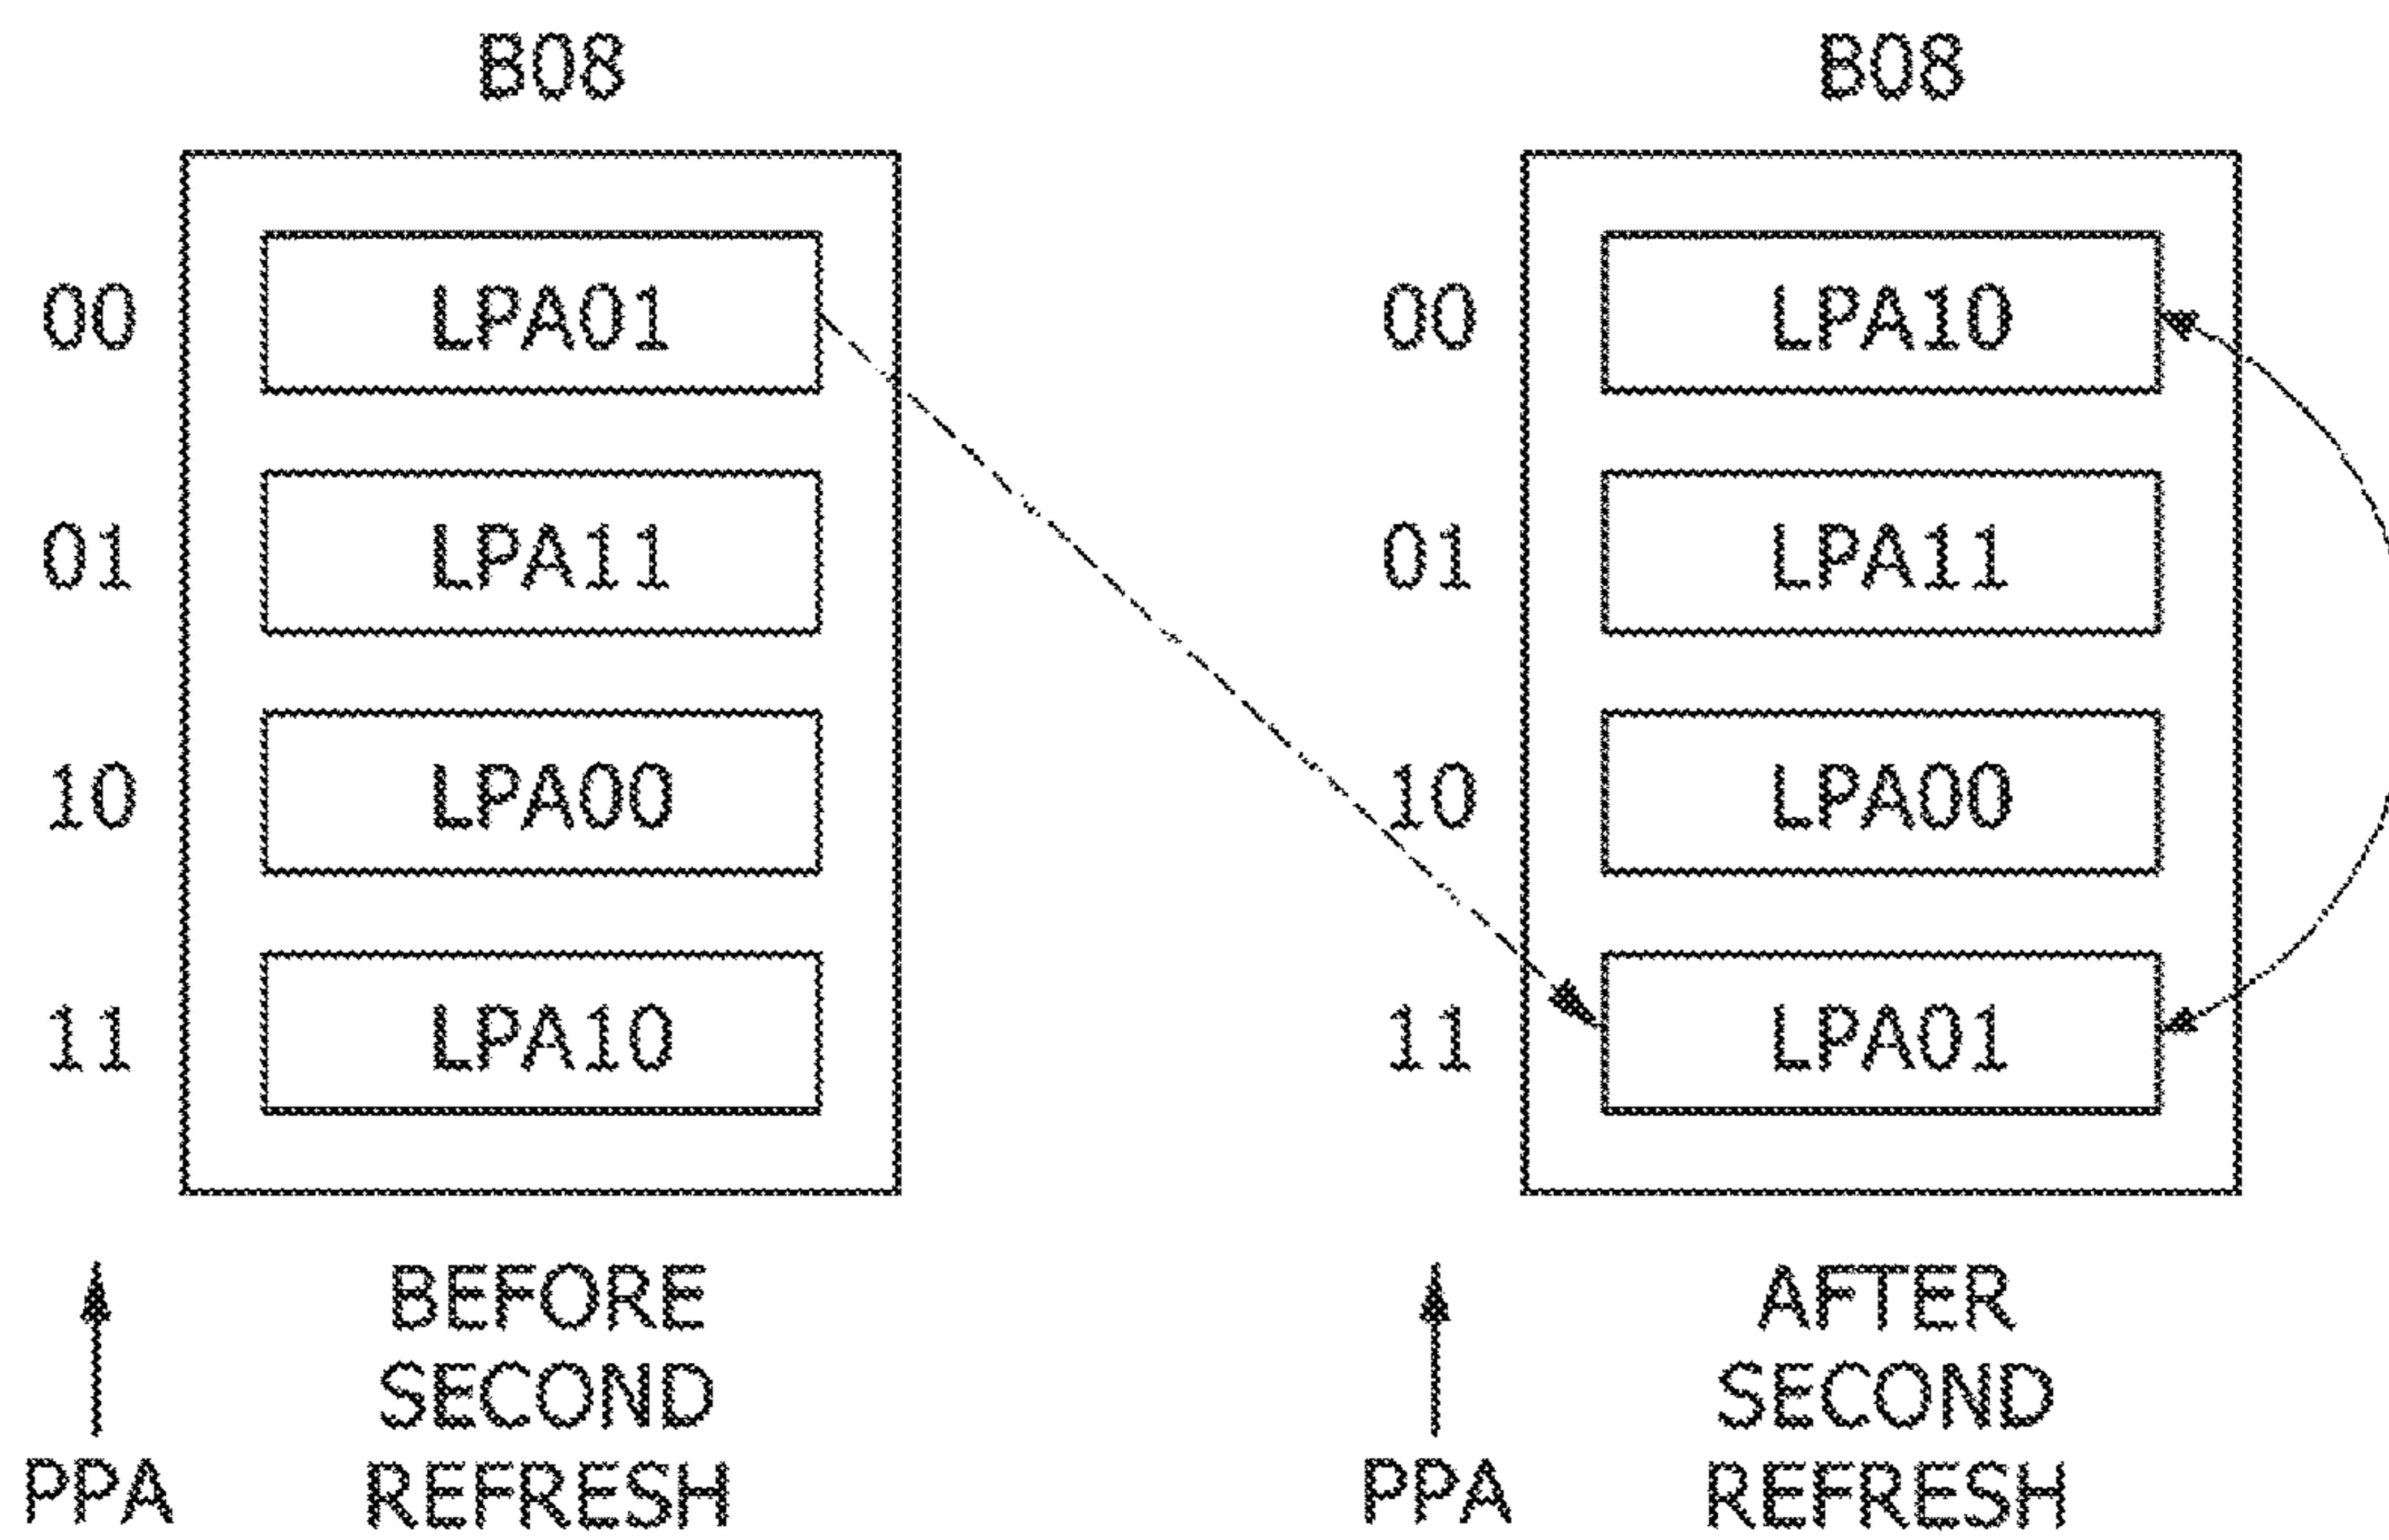 B08 B08
00 LPA01 00 LPA10
01 LPA11 01 LPA11
10 LPA00 10 LPA00
11 LPA10 11 LPA01
BEFORE AFTER
SECOND SECOND
PPA REFRESH PPA REFRESH